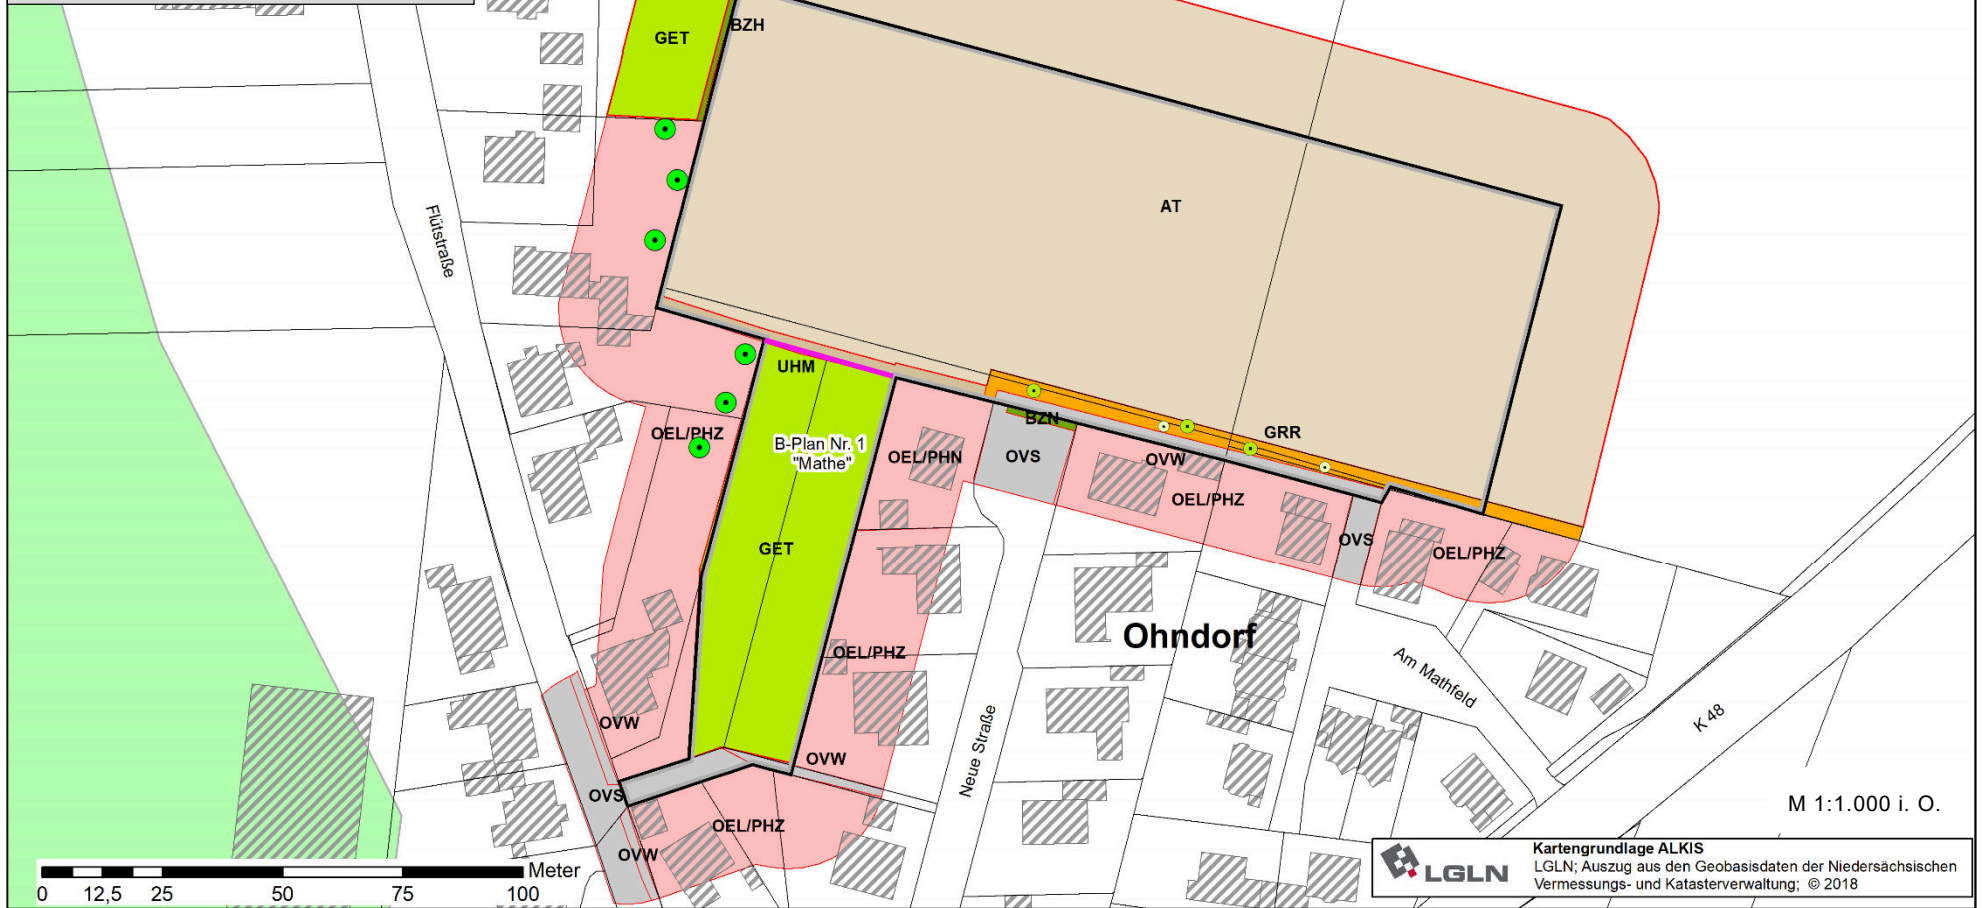 GET
BZH
AT
Flütstraße
UHM
OEL/PHZ
B-Plan Nr. 1
"Mathe"
OEL/PHN
BZN
OVS
GRR
OVW
OEL/PHZ
OVS
OEL/PHZ
GET
Ohndorf
OEL/PHZ
Am Mathfeld
K 48
Neue Straße
OVW
OVW
OVS
OEL/PHZ
OVW
M 1:1.000 i. O.
Meter
0 12,5 25 50 75 100
LGLN
Kartengrundlage ALKIS
LGLN; Auszug aus den Geobasisdaten der Niedersächsischen
Vermessungs- und Katasterverwaltung; © 2018